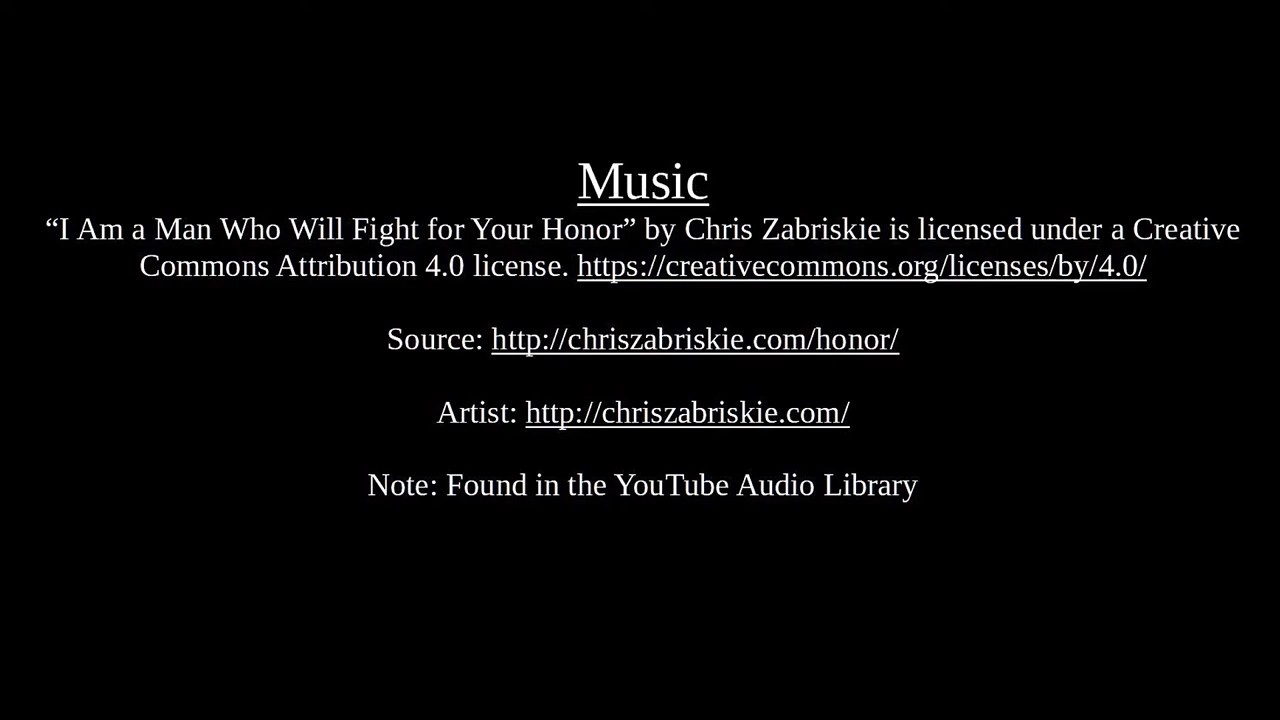 Music
“I Am a Man Who Will Fight for Your Honor” by Chris Zabriskie is licensed under a Creative
Commons Attribution 4.0 license. https://creativecommons.org/licenses/by/4.0/
Source: http://chriszabriskie.com/honor/
Artist: http://chriszabriskie.com/
Note: Found in the YouTube Audio Library